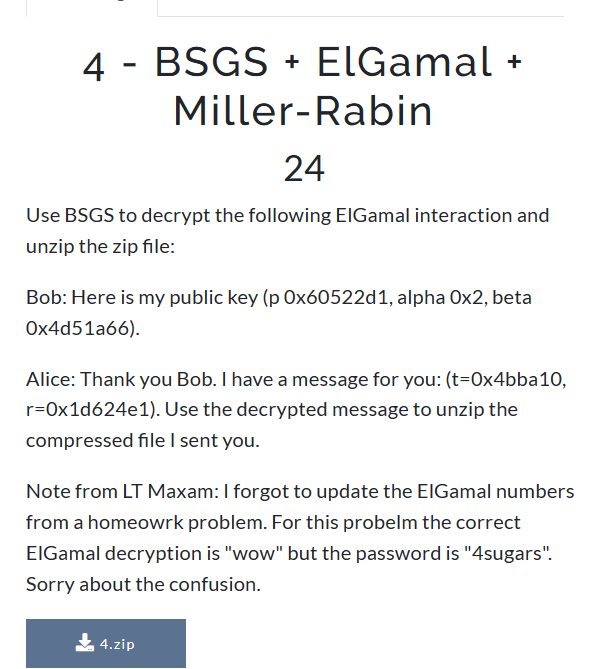 4 - BSGS + ElGamal +
Miller-Rabin
24
Use BSGS to decrypt the following ElGamal interaction and
unzip the zip file:
Bob: Here is my public key (p 0x60522d1, alpha 0x2, beta
0x4d51a66).
Alice: Thank you Bob. I have a message for you: (t=0x4bba10,
r=0x1d624e1). Use the decrypted message to unzip the
compressed file I sent you.
Note from LT Maxam: I forgot to update the ElGamal numbers
from a homeowrk problem. For this probelm the correct
ElGamal decryption is "wow" but the password is "4sugars".
Sorry about the confusion.
4.zip